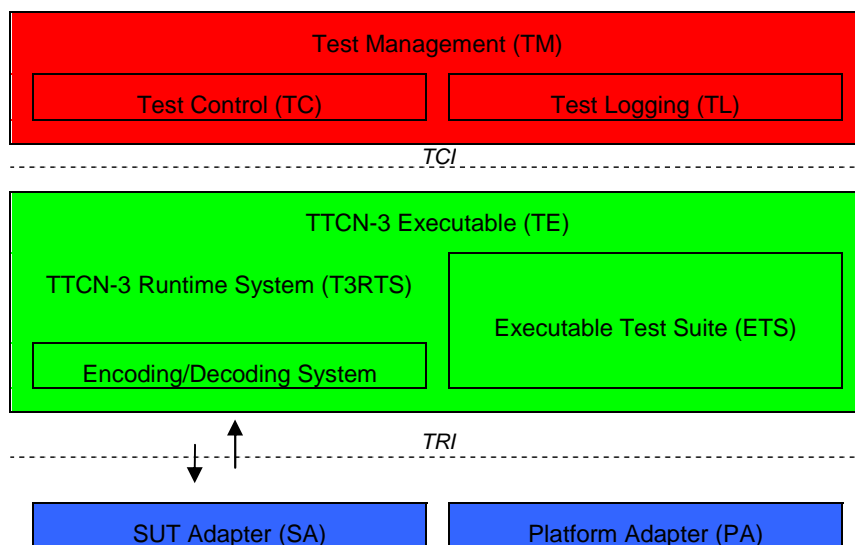 Test Management (TM)
Test Control (TC)
Test Logging (TL)
TCI
TTCN-3 Executable (TE)
TTCN-3 Runtime System (T3RTS)
Executable Test Suite (ETS)
Encoding/Decoding System
TRI
SUT Adapter (SA)
Platform Adapter (PA)